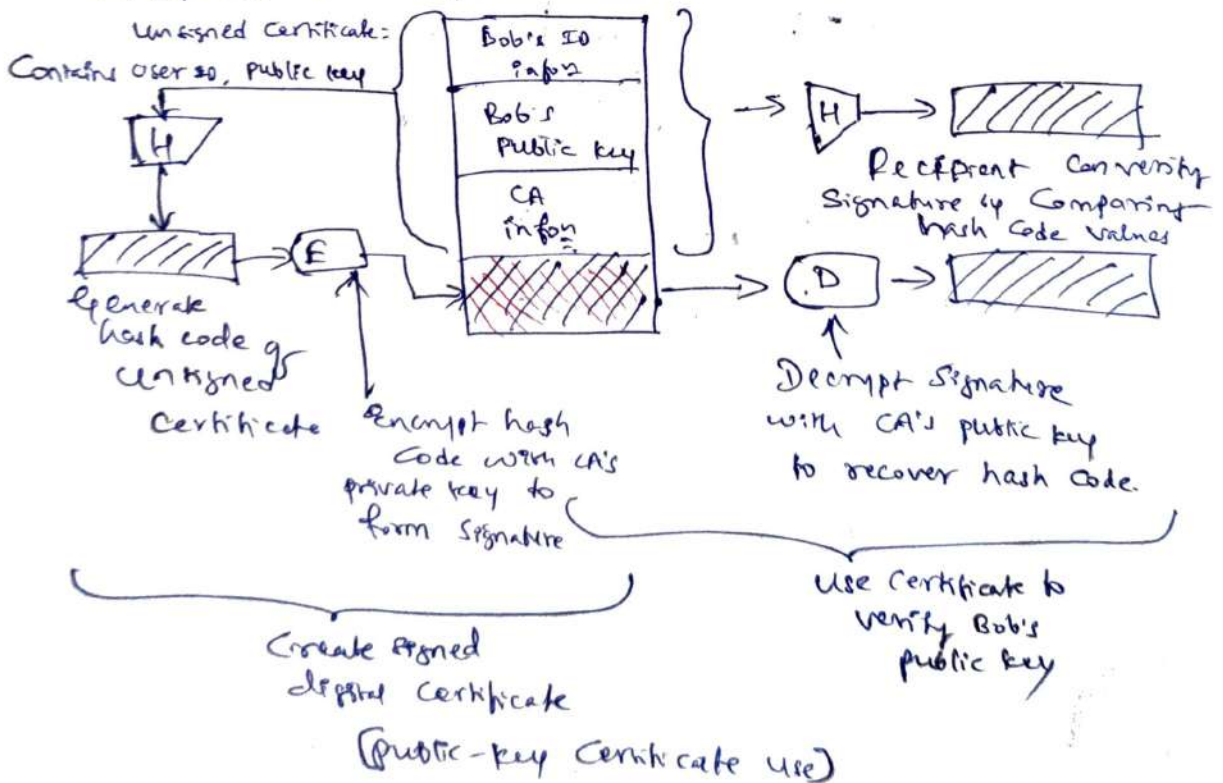 Unsigned Certificate:
Contains User ID, Public key
Bob's ID
infon
Bob's
Public key
CA
infon
H
H
Recipient Can verify
Signature by Comparing
hash Code values
E
D
Generate
hash code of
Unsigned
Certificate
Encrypt hash
Code with CA's
private key to
form Signature
Decrypt Signature
with CA's public key
to recover hash Code.
Create signed
digital Certificate
Use Certificate to
verify Bob's
public key
(public-key Certificate use)